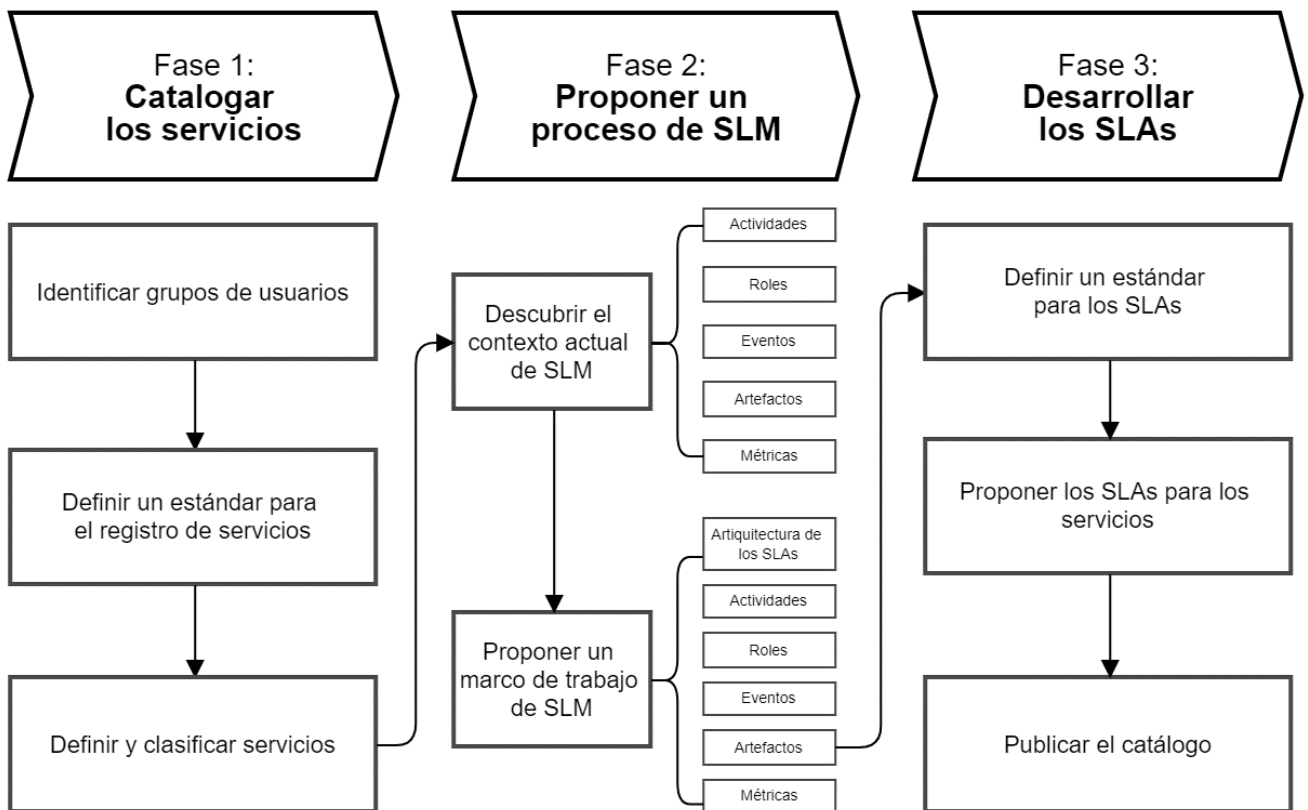 Fase 1:
Catalogar
los servicios
Fase 2:
Proponer un
proceso de SLM
Fase 3:
Desarrollar
los SLAs
Identificar grupos de usuarios
Definir un estándar para
el registro de servicios
Definir y clasificar servicios
Descubrir el
contexto actual
de SLM
Actividades
Roles
Eventos
Artefactos
Métricas
Proponer un
marco de trabajo
de SLM
Artiquitectura de
los SLAs
Actividades
Roles
Eventos
Artefactos
Métricas
Definir un estándar
para los SLAs
Proponer los SLAs para los
servicios
Publicar el catálogo